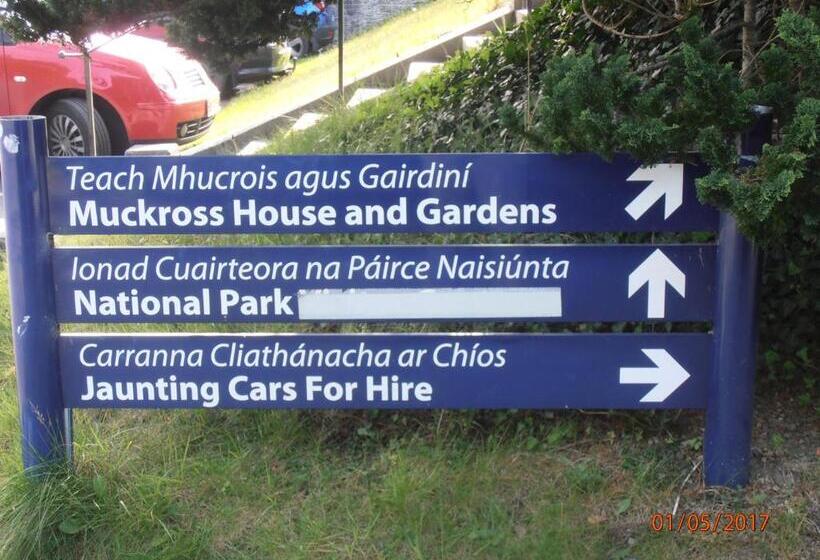 Teach Mhucrois agus Gairdiní
Muckross House and Gardens
Ionad Cuairteora na Páirce Naisiúnta
National Park
Carranna Cliathánacha ar Chíos
Jaunting Cars For Hire
01/05/2017